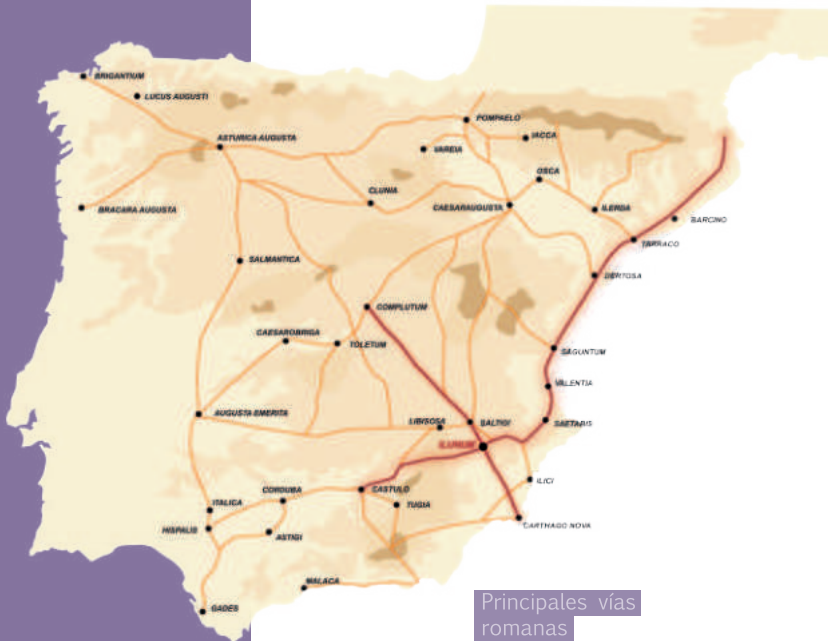 BRIGANTIUM
LUCUS AUGUSTI
POMPAELO
ASTURICA AUGUSTA
IACCA
VAREIA
OSCA
CLUNIA
CAESARAUGUSTA
ILERDA
BRACARA AUGUSTA
BARCINO
TARRACO
SALMANTICA
DERTOSA
COMPLUTUM
CAESAROBRIGA
TOLETUM
SAGUNTUM
VALENTIA
AUGUSTA EMERITA
LIBISOSA
SALTIGI
SAETABIS
ILUNUM
ILICI
CORDUBA
CASTULO
ITALICA
TUGIA
HISPALIS
ASTIGI
CARTHAGO NOVA
MALACA
GADES
Principales vías
romanas